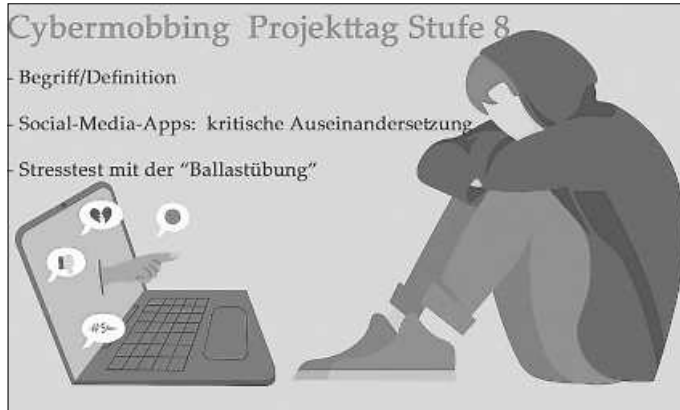 Cybermobbing Projekttag Stufe 8
- Begriff/Definition
- Social-Media-Apps: kritische Auseinandersetzung
- Stresstest mit der “Ballastübung”